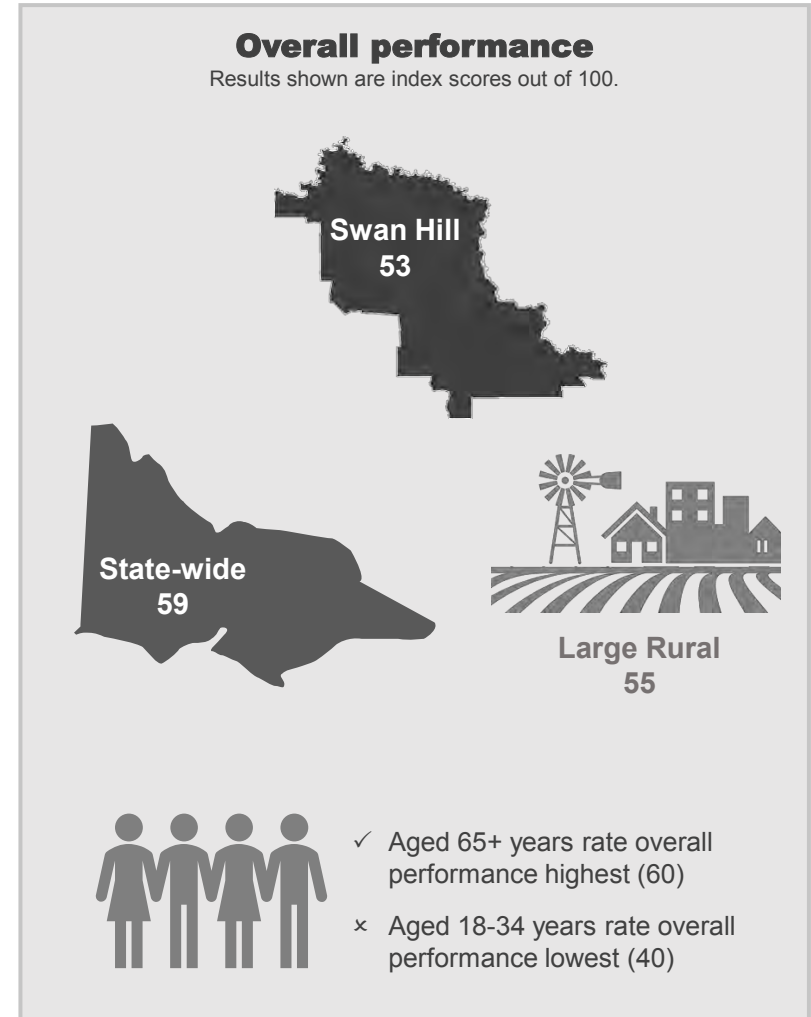 Overall performance
Results shown are index scores out of 100.
Swan Hill
53
State-wide
59
Large Rural
55
✓ Aged 65+ years rate overall
performance highest (60)
× Aged 18-34 years rate overall
performance lowest (40)